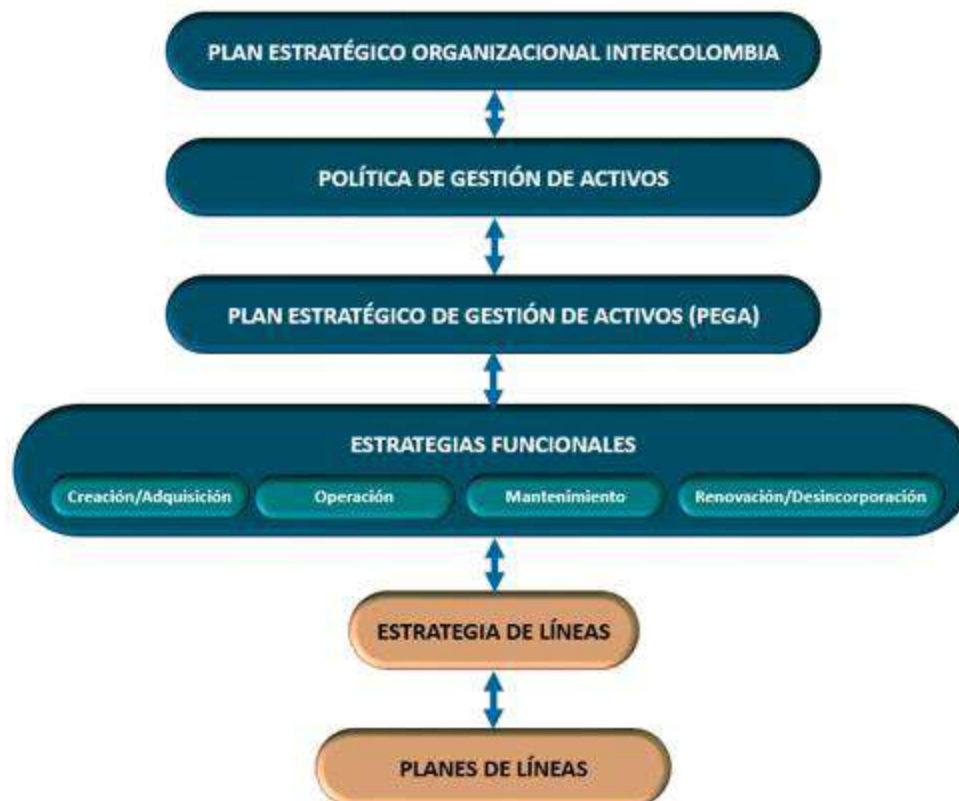 PLAN ESTRATÉGICO ORGANIZACIONAL INTERCOLOMBIA
POLÍTICA DE GESTIÓN DE ACTIVOS
PLAN ESTRATÉGICO DE GESTIÓN DE ACTIVOS (PEGA)
ESTRATEGIAS FUNCIONALES
Creación/Adquisición
Operación
Mantenimiento
Renovación/Desincorporación
ESTRATEGIA DE LÍNEAS
PLANES DE LÍNEAS